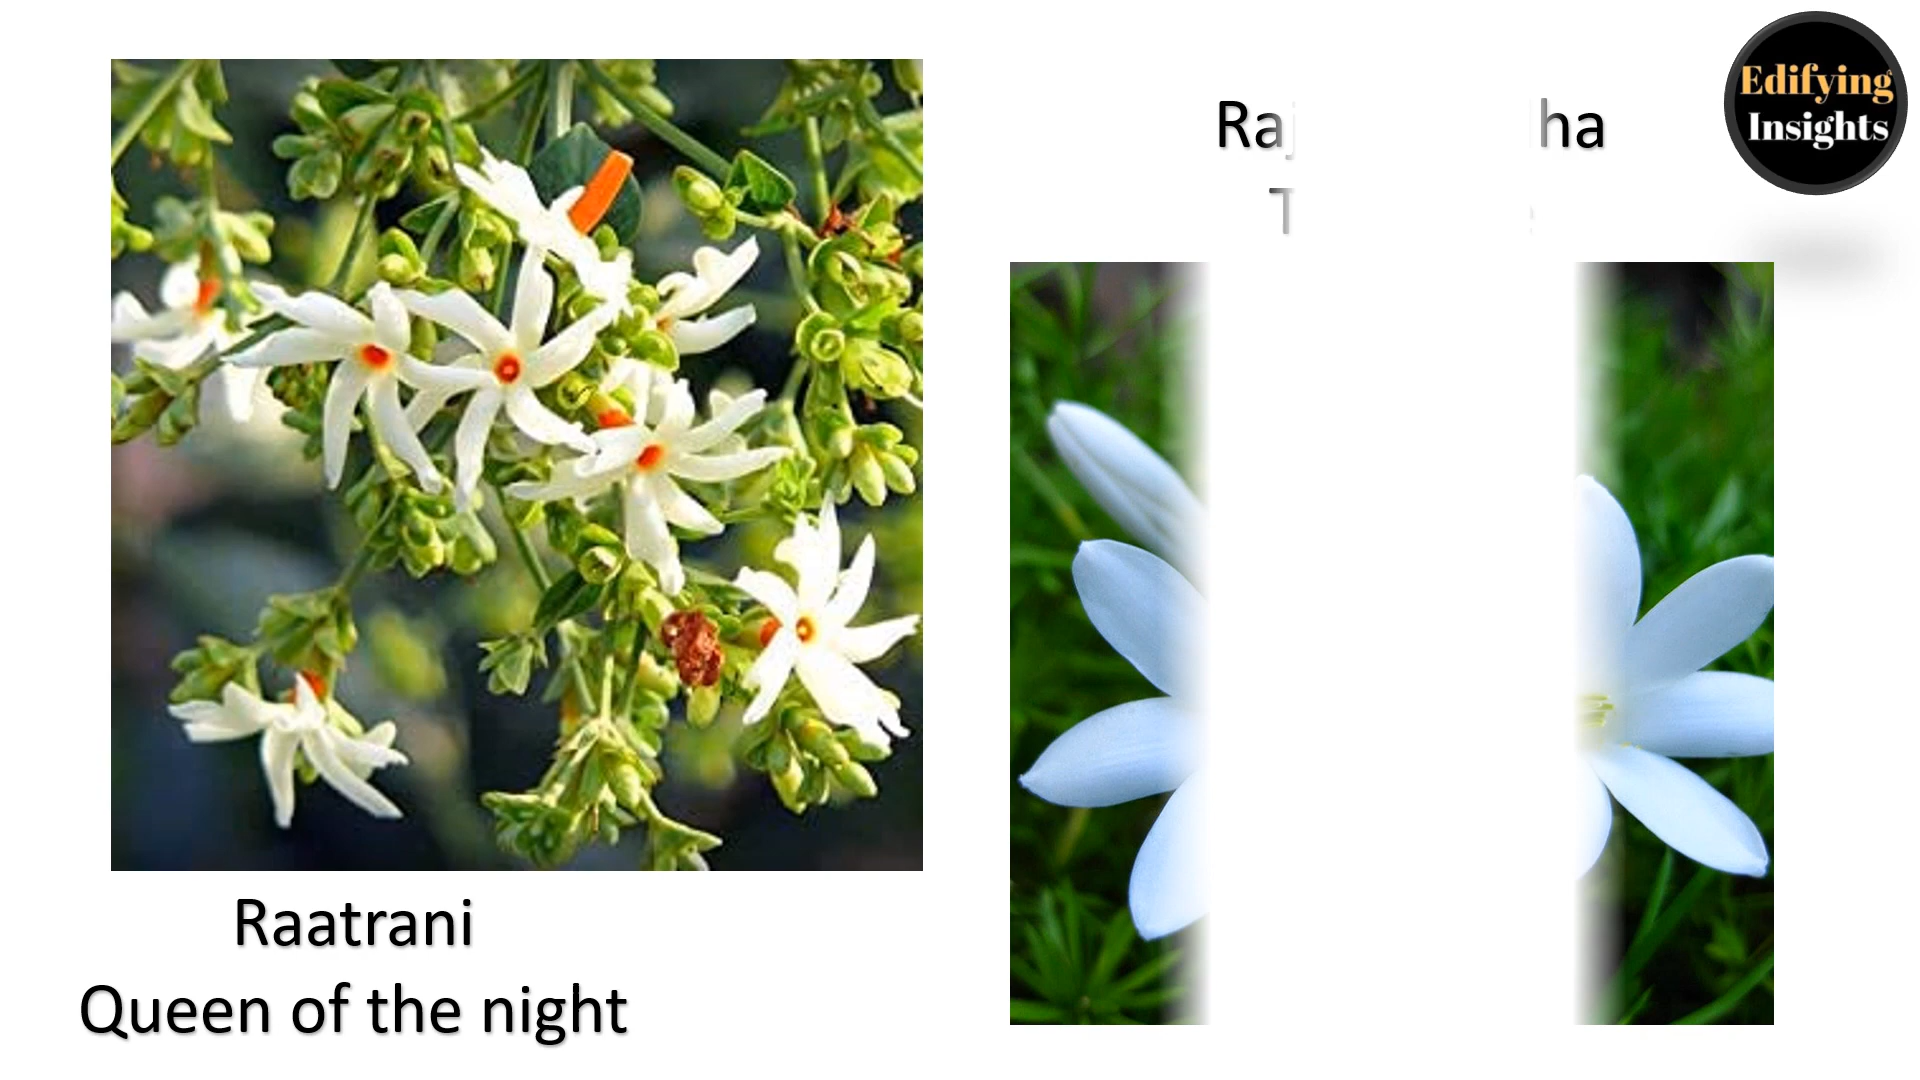 Raatrani
Queen of the night
Edifying
Insights